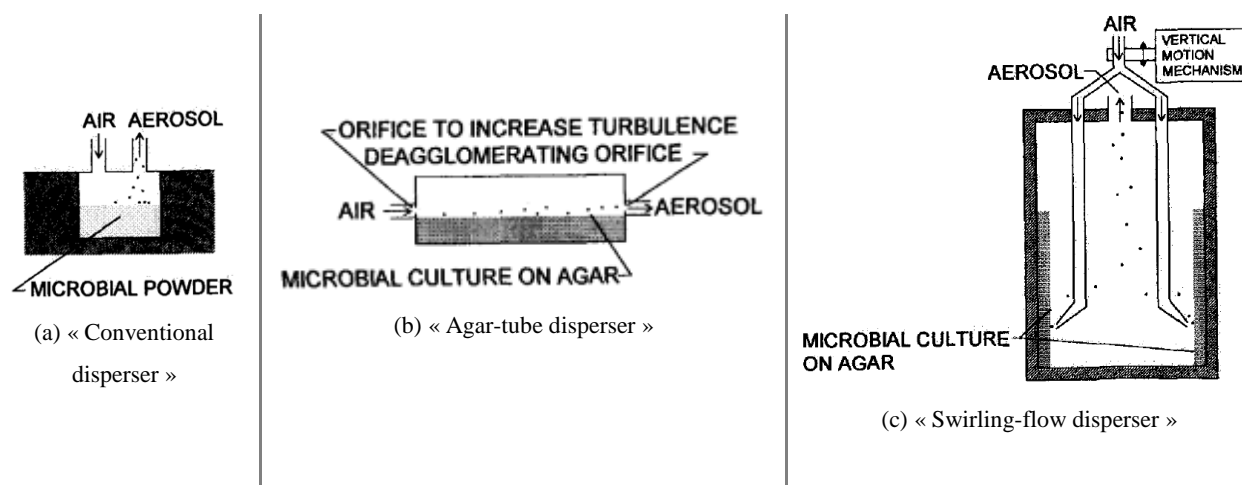 AIR AEROSOL
MICROBIAL POWDER
(a) « Conventional
disperser »
ORIFICE TO INCREASE TURBULENCE
DEAGGLOMERATING ORIFICE
AIR
AEROSOL
MICROBIAL CULTURE ON AGAR
(b) « Agar-tube disperser »
AIR
VERTICAL
MOTION
MECHANISM
AEROSOL
MICROBIAL CULTURE
ON AGAR
(c) « Swirling-flow disperser »